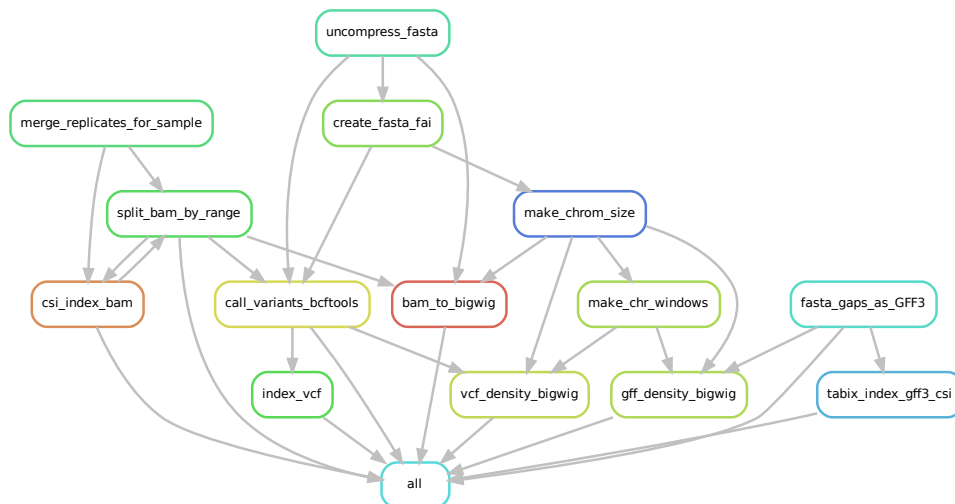 uncompress_fasta
merge_replicates_for_sample
create_fasta_fai
split_bam_by_range
make_chrom_size
csi_index_bam
call_variants_bcftools
bam_to_bigwig
make_chr_windows
fasta_gaps_as_GFF3
index_vcf
vcf_density_bigwig
gff_density_bigwig
tabix_index_gff3_csi
all